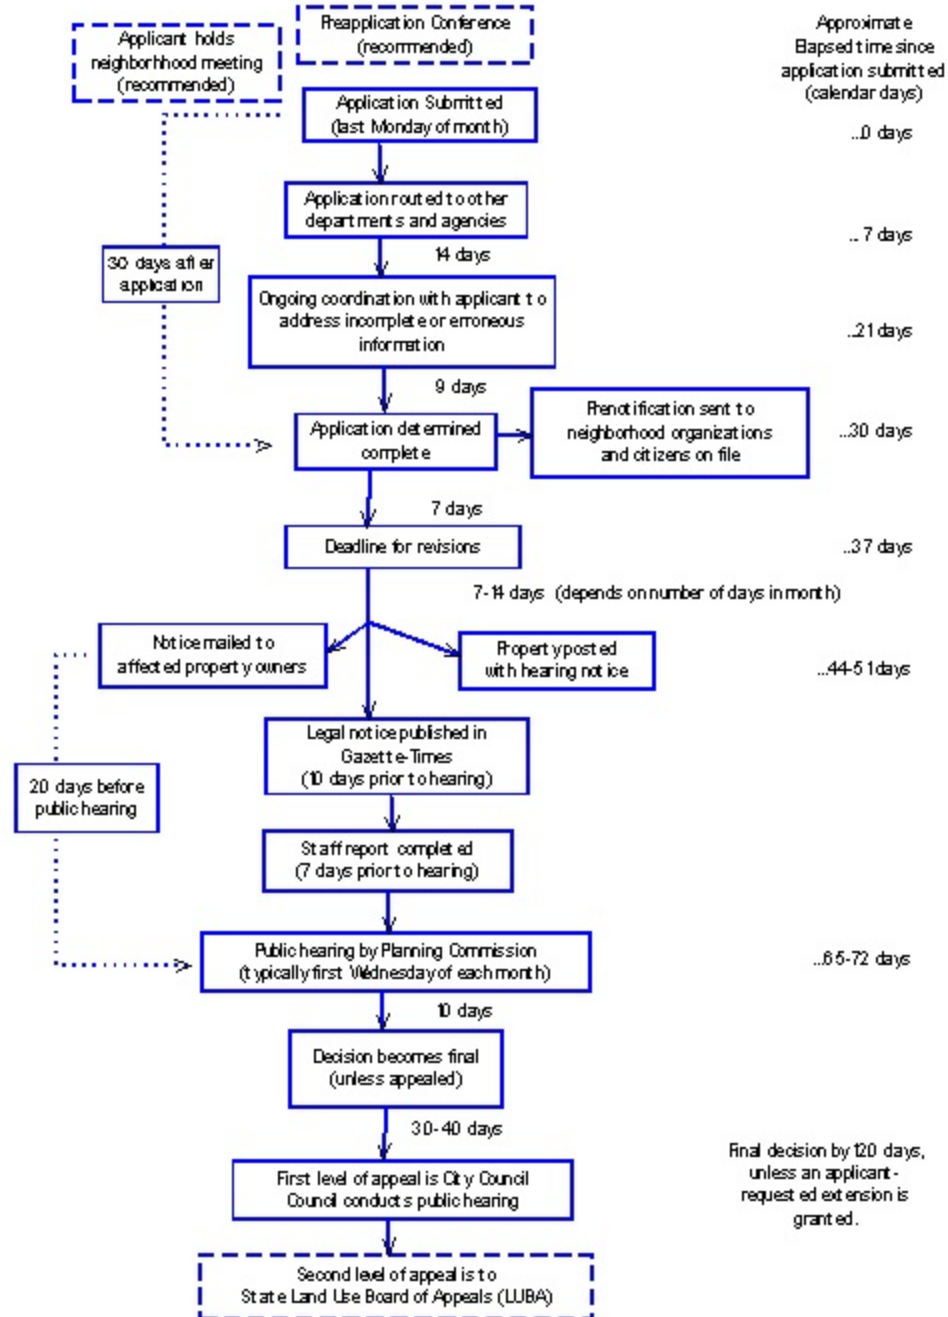 Preapplication Conference
(recommended)
Applicant holds
neighborhhood meeting
(recommended)
Approximate
Elapsed time since
application submitted
(calendar days)
Application Submitted
(last Monday of month)
...0 days
Application routed to other
departments and agencies
... 7 days
14 days
30 days after
application
Ongoing coordination with applicant to
address incomplete or erroneous
information
...21 days
9 days
Application determined
complete
Prenotification sent to
neighborhood organizations
and citizens on file
...30 days
7 days
Deadline for revisions
...37 days
7-14 days (depends on number of days in month)
Notice mailed to
affected property owners
Property posted
with hearing notice
...44-51 days
Legal notice published in
Gazette-Times
(10 days prior to hearing)
20 days before
public hearing
Staff report completed
(7 days prior to hearing)
Public hearing by Planning Commission
(typically first Wednesday of each month)
...65-72 days
10 days
Decision becomes final
(unless appealed)
30-40 days
First level of appeal is City Council
Council conducts public hearing
Final decision by 120 days,
unless an applicant-
requested extension is
granted.
Second level of appeal is to
State Land Use Board of Appeals (LUBA)